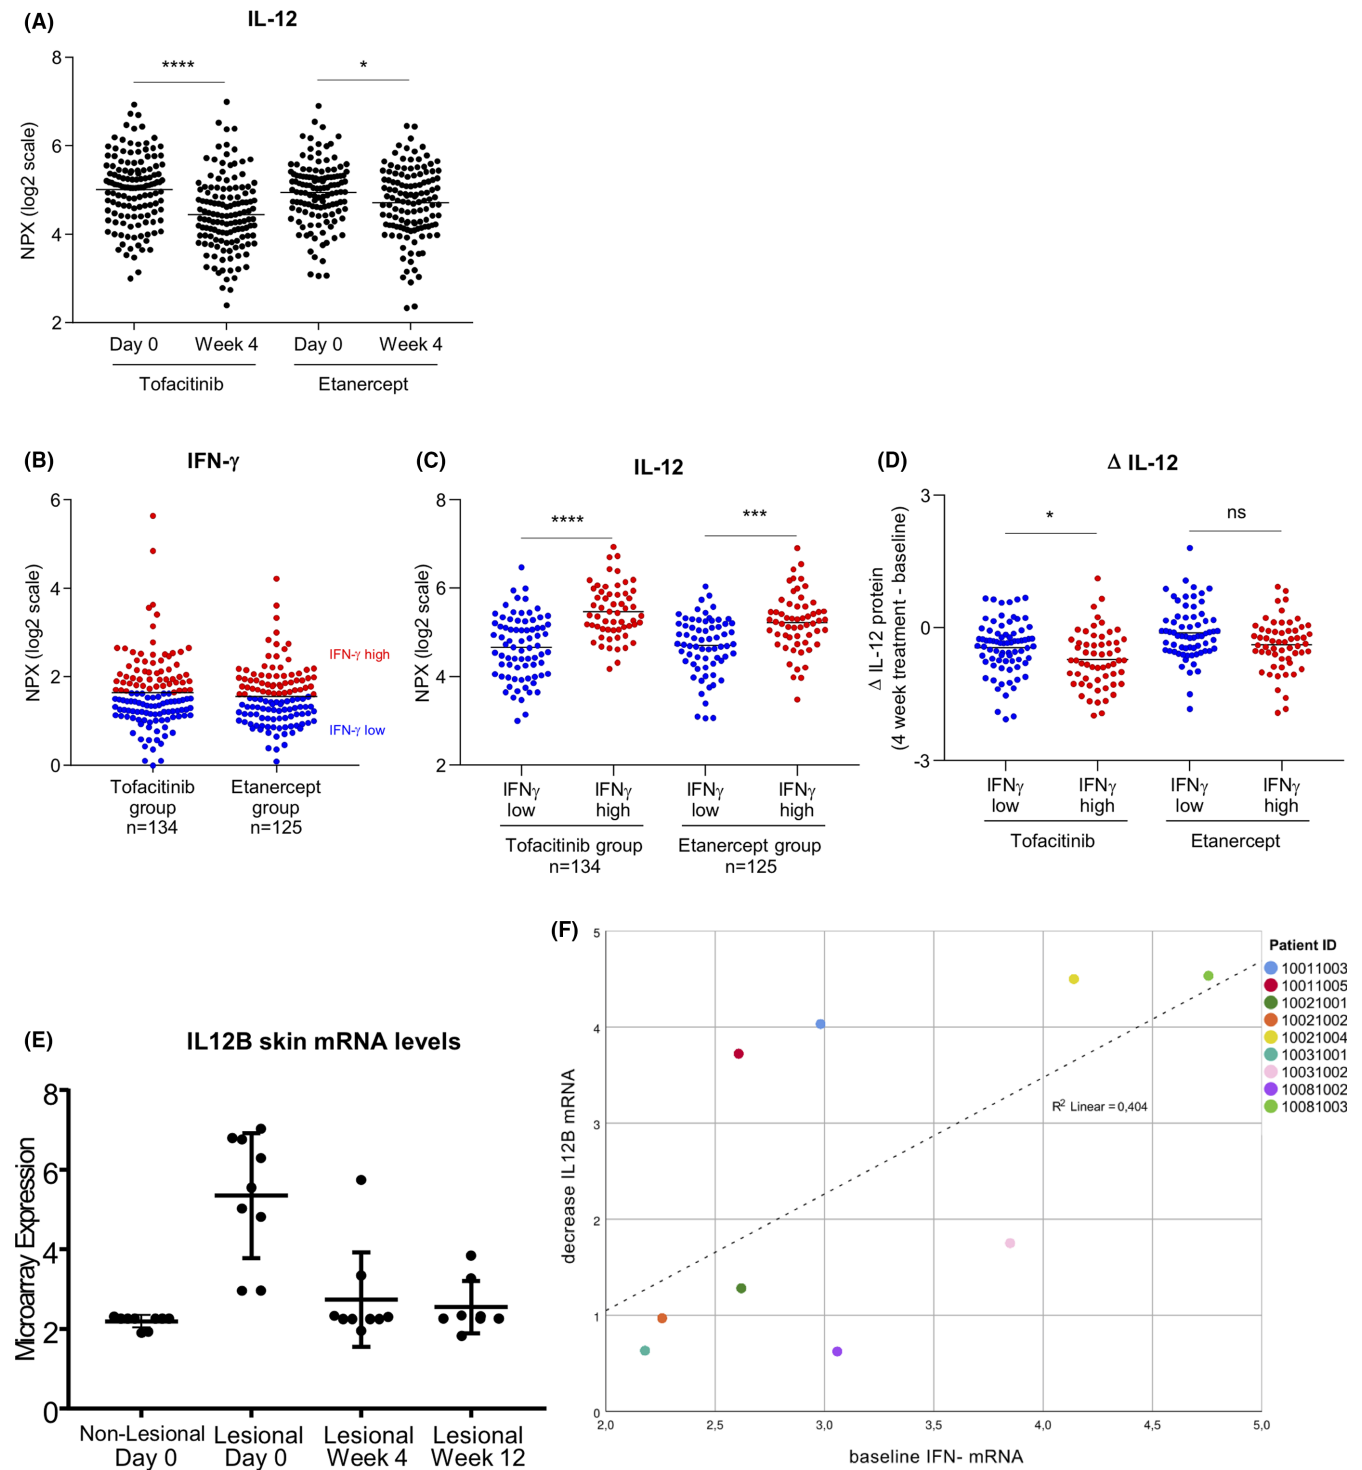 (A)
IL-12
NPX (log2 scale)
8
6
4
2
****
*
Day 0
Week 4
Day 0
Week 4
Tofacitinib
Etanercept
(B)
IFN-γ
NPX (log2 scale)
6
4
2
0
IFN-γ high
IFN-γ low
Tofacitinib
group
n=134
Etanercept
group
n=125
(C)
IL-12
NPX (log2 scale)
8
6
4
2
****
***
IFNγ
low
IFNγ
high
IFNγ
low
IFNγ
high
Tofacitinib group
n=134
Etanercept group
n=125
(D)
Δ IL-12
Δ IL-12 protein
(4 week treatment - baseline)
3
0
-3
*
ns
IFNγ
low
IFNγ
high
IFNγ
low
IFNγ
high
Tofacitinib
Etanercept
(E)
IL12B skin mRNA levels
Microarray Expression
8
6
4
2
0
Non-Lesional
Day 0
Lesional
Day 0
Lesional
Week 4
Lesional
Week 12
(F)
decrease IL12B mRNA
5
4
3
2
1
0
2,0
2,5
3,0
3,5
4,0
4,5
5,0
baseline IFN- mRNA
R² Linear = 0,404
Patient ID
10011003
10011005
10021001
10021002
10021004
10031001
10031002
10081002
10081003